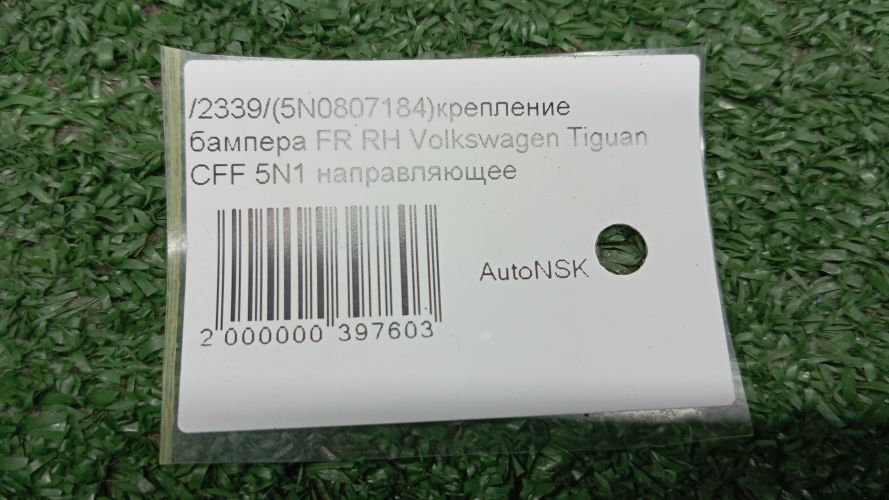 /2339/(5N0807184)крепление
бампера FR RH Volkswagen Tiguan
CFF 5N1 направляющее
AutoNSK
2 000000 397603